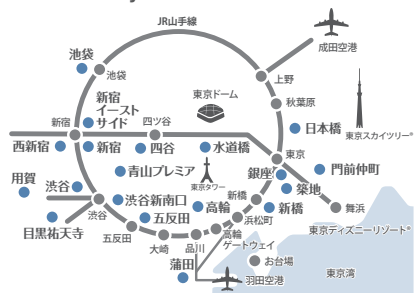 JR山手線
成田空港
池袋
池袋
上野
新宿
イースト
サイド
東京ドーム
秋葉原
新宿
四ツ谷
日本橋
東京スカイツリー®
西新宿
新宿
四谷
水道橋
東京
青山プレミア
東京タワー
銀座
門前仲町
用賀
渋谷
築地
渋谷
渋谷新南口
高輪
新橋
新橋
舞浜
目黒祐天寺
五反田
浜松町
五反田
大崎
品川
高輪
ゲートウェイ
東京ディズニーリゾート®
お台場
蒲田
羽田空港
東京湾